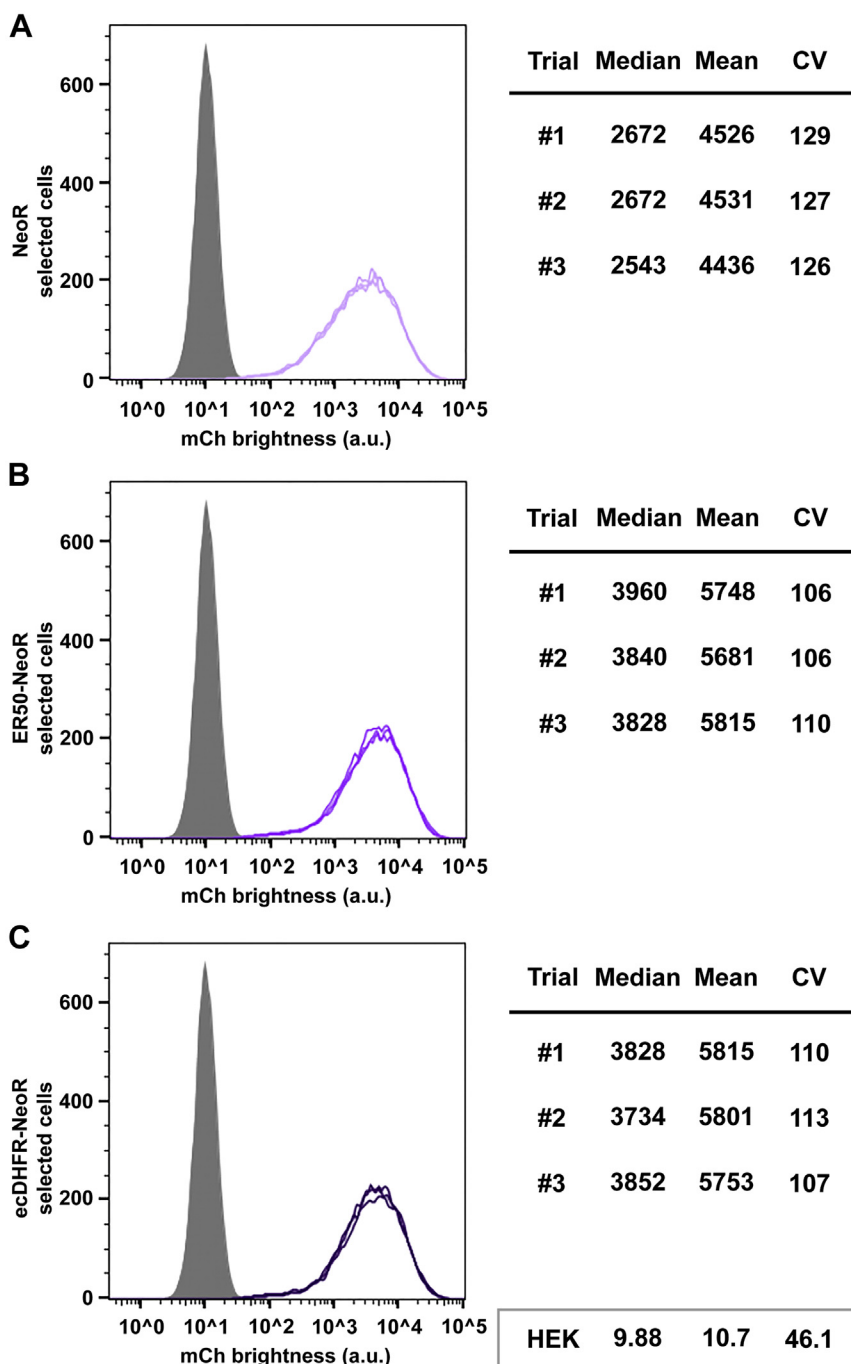 A
600
400
200
0
NeoR
selected cells
10^0 10^1 10^2 10^3 10^4 10^5
mCh brightness (a.u.)
Trial Median Mean CV
#1 2672 4526 129
#2 2672 4531 127
#3 2543 4436 126
B
600
400
200
0
ER50-NeoR
selected cells
10^0 10^1 10^2 10^3 10^4 10^5
mCh brightness (a.u.)
Trial Median Mean CV
#1 3960 5748 106
#2 3840 5681 106
#3 3828 5815 110
C
600
400
200
0
ecDHFR-NeoR
selected cells
10^0 10^1 10^2 10^3 10^4 10^5
mCh brightness (a.u.)
Trial Median Mean CV
#1 3828 5815 110
#2 3734 5801 113
#3 3852 5753 107
HEK 9.88 10.7 46.1